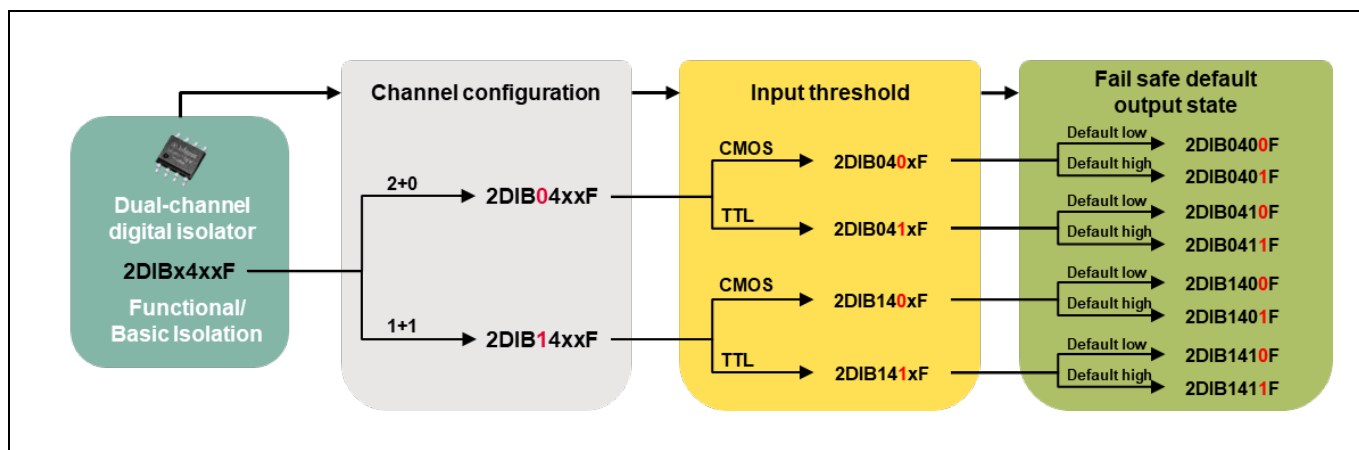 Dual-channel
digital isolator
2DIBx4xxF
Functional/
Basic Isolation
Channel configuration
2+0
2DIB04xxF
1+1
2DIB14xxF
Input threshold
CMOS
2DIB040xF
TTL
2DIB041xF
CMOS
2DIB140xF
TTL
2DIB141xF
Fail safe default
output state
Default low
2DIB0400F
Default high
2DIB0401F
Default low
2DIB0410F
Default high
2DIB0411F
Default low
2DIB1400F
Default high
2DIB1401F
Default low
2DIB1410F
Default high
2DIB1411F